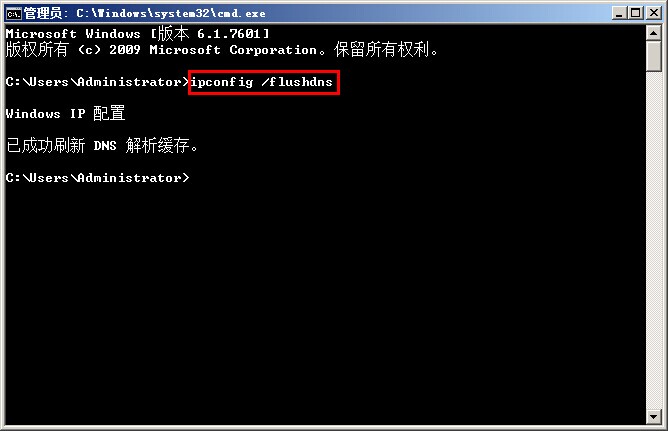 管理员: C:\Windows\system32\cmd.exe
Microsoft Windows [版本 6.1.7601]
版权所有 (c) 2009 Microsoft Corporation。保留所有权利。
C:\Users\Administrator>ipconfig /flushdns
Windows IP 配置
已成功刷新 DNS 解析缓存。
C:\Users\Administrator>